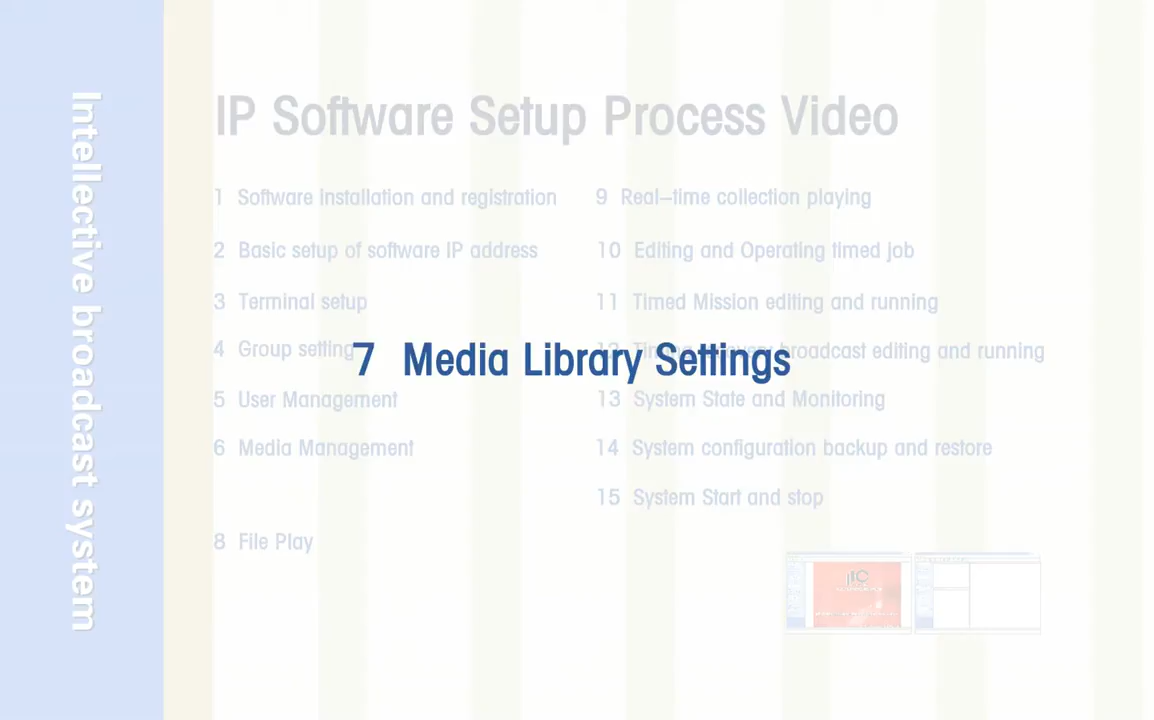 Intellective broadcast system
IP Software Setup Process Video
1 Software installation and registration
2 Basic setup of software IP address
3 Terminal setup
4 Group setting
5 User Management
6 Media Management
7 Media Library Settings
8 File Play
9 Real-time collection playing
10 Editing and Operating timed job
11 Timed Mission editing and running
12 broadcast editing and running
13 System State and Monitoring
14 System configuration backup and restore
15 System Start and stop